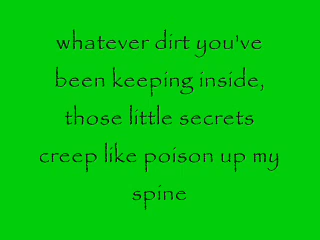 whatever dirt you've
been keeping inside,
those little secrets
creep like poison up my
spine